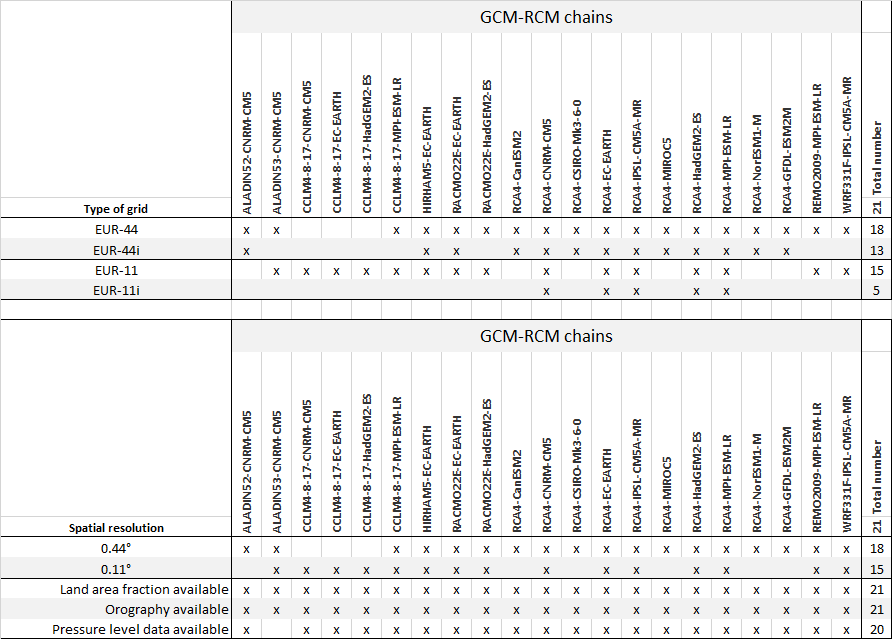 GCM-RCM chains
Type of grid
ALADIN52-CNRM-CM5
ALADIN53-CNRM-CM5
CCLM4-8-17-CNRM-CM5
CCLM4-8-17-EC-EARTH
CCLM4-8-17-HadGEM2-ES
CCLM4-8-17-MPI-ESM-LR
HIRHAM5-EC-EARTH
RACMO22E-EC-EARTH
RACMO22E-HadGEM2-ES
RCA4-CanESM2
RCA4-CNRM-CM5
RCA4-CSIRO-Mk3-6-0
RCA4-EC-EARTH
RCA4-IPSL-CM5A-MR
RCA4-MIROC5
RCA4-HadGEM2-ES
RCA4-MPI-ESM-LR
RCA4-NorESM1-M
RCA4-GFDL-ESM2M
REMO2009-MPI-ESM-LR
WRF331F-IPSL-CM5A-MR
21 Total number
EUR-44 x x x x x x x x x x x x x x x x x x 18
EUR-44i x x x x x x x x x x x x x 13
EUR-11 x x x x x x x x x x x x x x x 15
EUR-11i x x x x x 5
GCM-RCM chains
Spatial resolution
ALADIN52-CNRM-CM5
ALADIN53-CNRM-CM5
CCLM4-8-17-CNRM-CM5
CCLM4-8-17-EC-EARTH
CCLM4-8-17-HadGEM2-ES
CCLM4-8-17-MPI-ESM-LR
HIRHAM5-EC-EARTH
RACMO22E-EC-EARTH
RACMO22E-HadGEM2-ES
RCA4-CanESM2
RCA4-CNRM-CM5
RCA4-CSIRO-Mk3-6-0
RCA4-EC-EARTH
RCA4-IPSL-CM5A-MR
RCA4-MIROC5
RCA4-HadGEM2-ES
RCA4-MPI-ESM-LR
RCA4-NorESM1-M
RCA4-GFDL-ESM2M
REMO2009-MPI-ESM-LR
WRF331F-IPSL-CM5A-MR
21 Total number
0.44° x x x x x x x x x x x x x x x x x x 18
0.11° x x x x x x x x x x x x x x x 15
Land area fraction available x x x x x x x x x x x x x x x x x x x x x 21
Orography available x x x x x x x x x x x x x x x x x x x x x 21
Pressure level data available x x x x x x x x x x x x x x x x x x x x 20